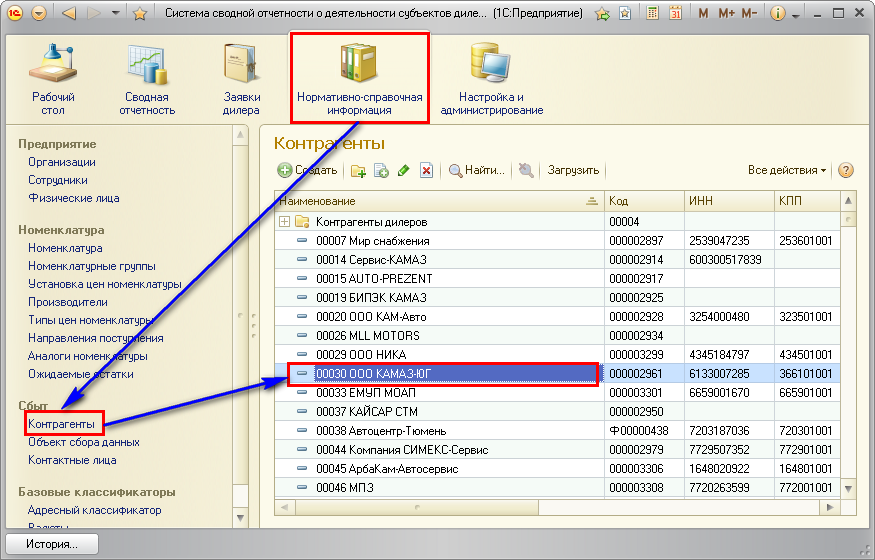 Система сводной отчетности о деятельности субъектов диле... (1С:Предприятие)
M M+ M-
31
Рабочий стол
Сводная отчетность
Заявки дилера
Нормативно-справочная информация
Настройка и администрирование
Предприятие
Организации
Сотрудники
Физические лица
Номенклатура
Номенклатура
Номенклатурные группы
Установка цен номенклатуры
Производители
Типы цен номенклатуры
Направления поступления
Аналоги номенклатуры
Ожидаемые остатки
Сбыт
Контрагенты
Объект сбора данных
Контактные лица
Базовые классификаторы
Адресный классификатор
Валюты
Контрагенты
Создать Найти... Загрузить Все действия
Наименование Код ИНН КПП
Контрагенты дилеров 00004
00007 Мир снабжения 000002897 2539047235 253601001
00014 Сервис-КАМАЗ 000002914 600300517839
00015 AUTO-PREZENT 000002917
00019 БИПЭК КАМАЗ 000002925
00020 ООО КАМ-Авто 000002928 3254000480 323501001
00026 MLL MOTORS 000002934
00029 ООО НИКА 000003299 4345184797 434501001
00030 ООО КАМАЗ-ЮГ 000002961 6133007285 366101001
00033 ЕМУП МОАП 000003301 6659001670 665901001
00037 КАЙСАР СТМ 000002950
00038 Автоцентр-Тюмень Ф00000438 7203187036 720301001
00044 Компания СИМЕКС-Сервис 000002979 7729507352 772901001
00045 АрбаКам-Автосервис 000003306 1648020922 164801001
00046 МПЗ 000003308 7720263599 772001001
История...